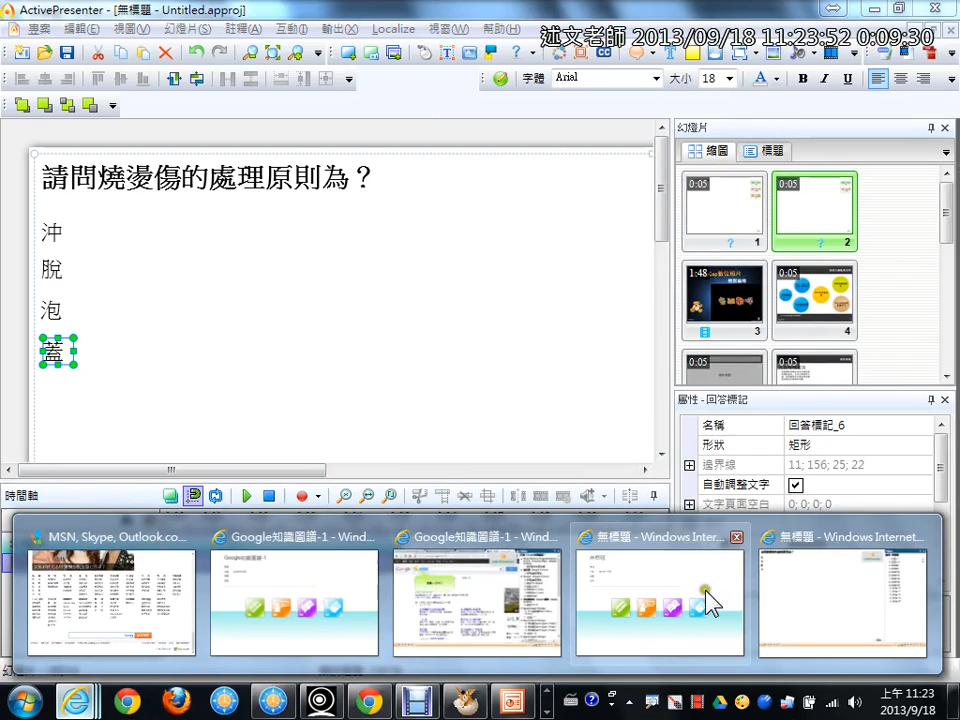 ActivePresenter - [無標題 - Untitled.approj]
專案 編輯(E) 視圖(V) 幻燈片(S) 註釋(A) 互動(I) 輸出(X) Localize 視窗(W) 幫助(H)
述文老師 2013/09/18 11:23:52 0:09:30
字體 Arial 大小 18 A B I U
幻燈片
縮圖 標題
請問燒燙傷的處理原則為？
沖
脫
泡
蓋
0:05 1
0:05 2
1:48 3
0:05 4
0:05
0:05
屬性 - 回答標記
名稱 回答標記_6
形狀 矩形
邊界線 11; 156; 25; 22
自動調整文字
文字頁面空白 0; 0; 0; 0
時間軸
MSN, Skype, Outlook.co...
Google知識圖譜-1 - Wind...
Google知識圖譜-1 - Wind...
無標題 - Windows Inter...
無標題 - Windows Internet...
上午 11:23
2013/9/18